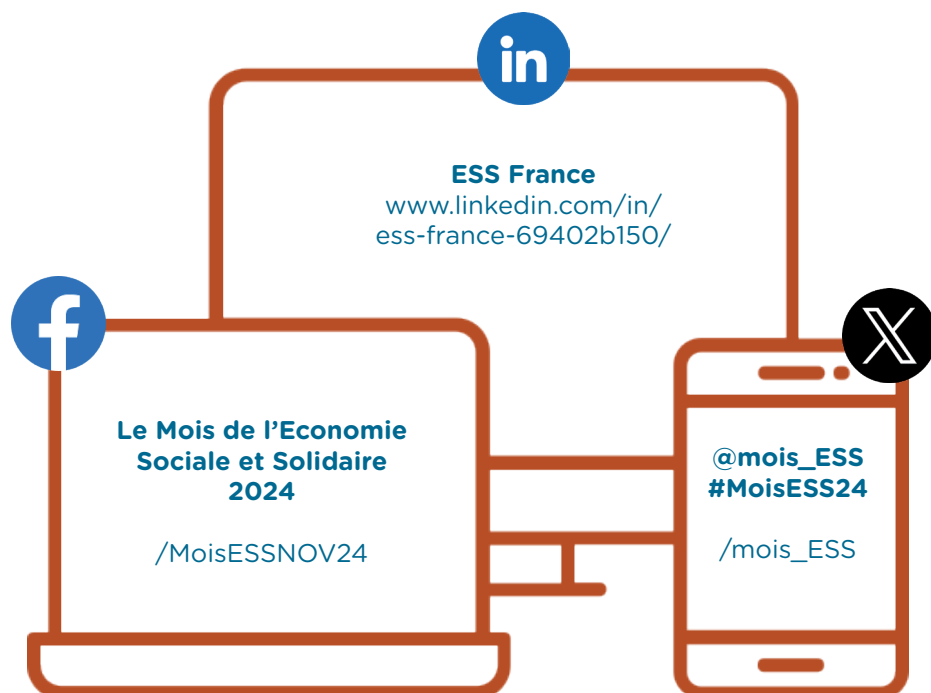 in
ESS France
www.linkedin.com/in/
ess-france-69402b150/
f
X
Le Mois de l’Economie
Sociale et Solidaire
2024
/MoisESSNOV24
@mois_ESS
#MoisESS24
/mois_ESS